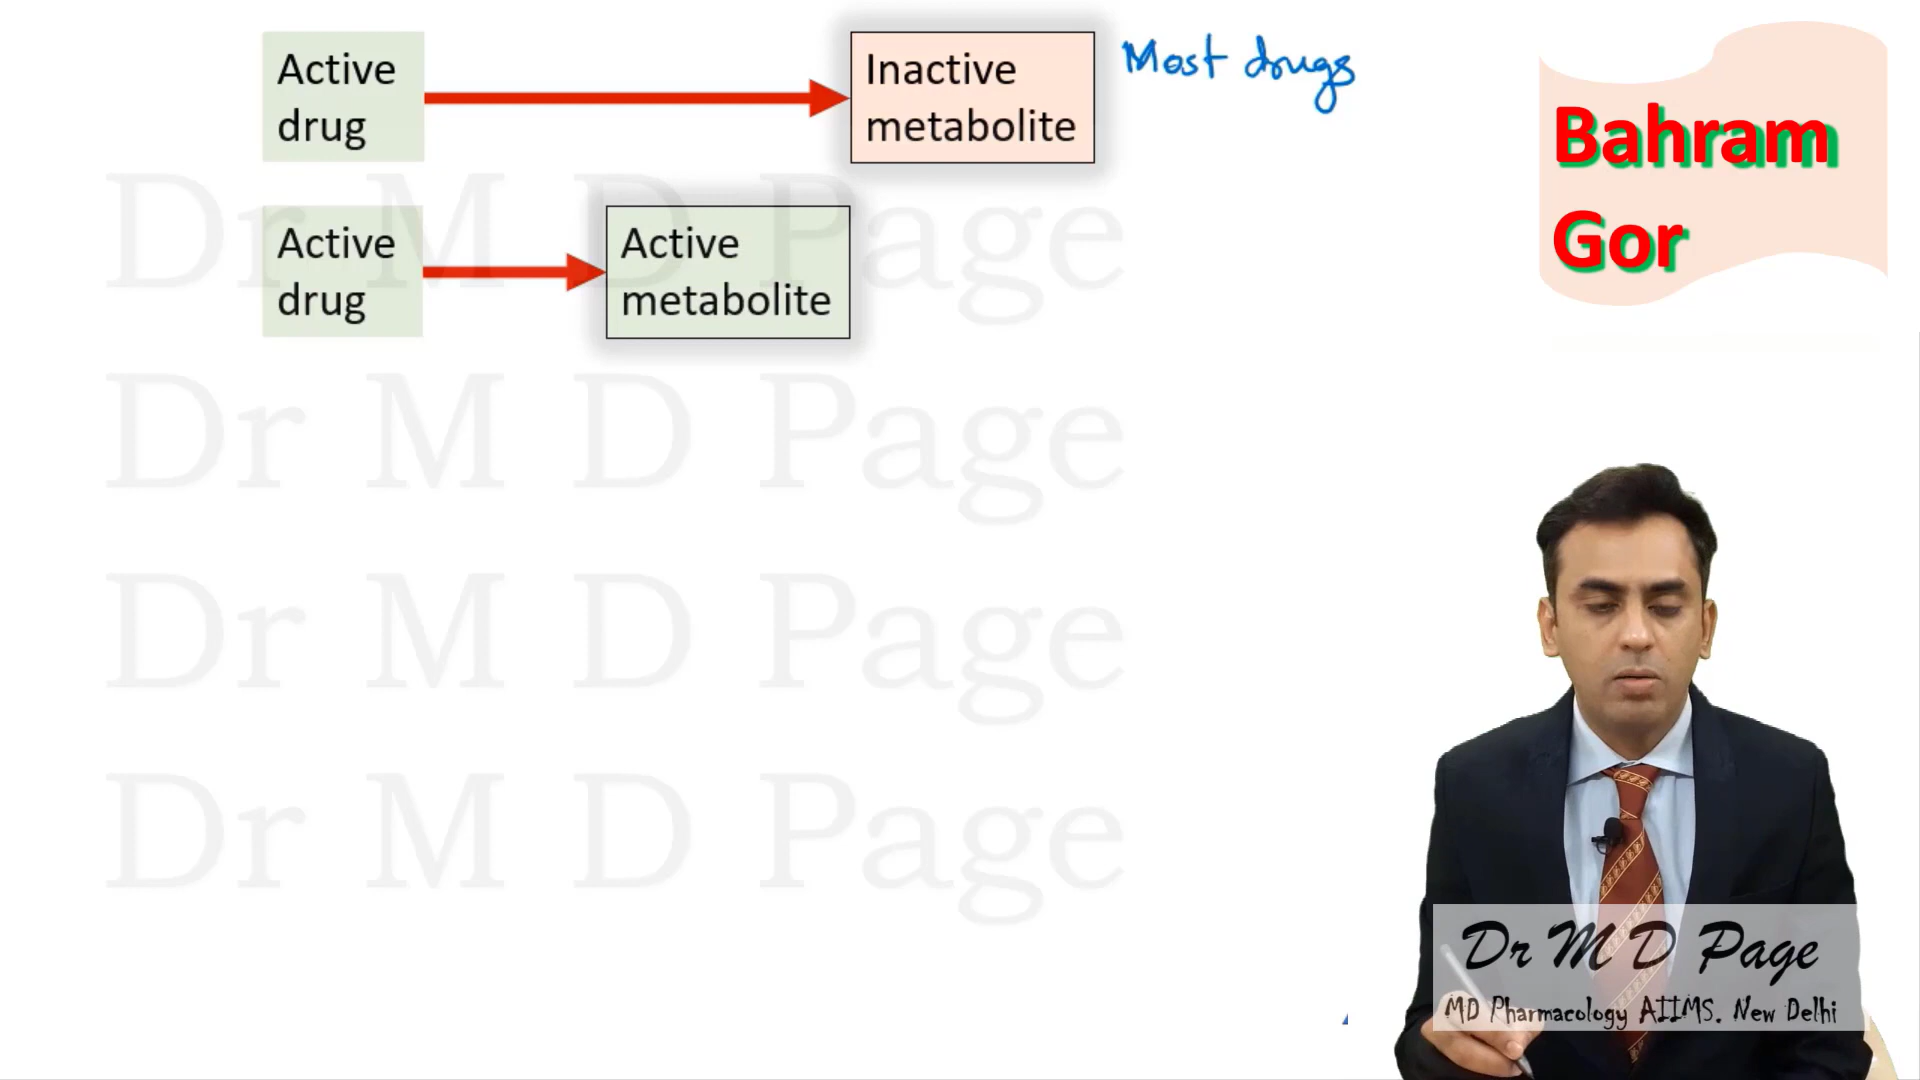 Active
drug
Inactive
metabolite
Most drugs
Bahram
Gor
Active
drug
Active
metabolite
Dr M D Page
Dr M D Page
Dr M D Page
Dr M D Page
Dr M D Page
MD Pharmacology AIIMS. New Delhi